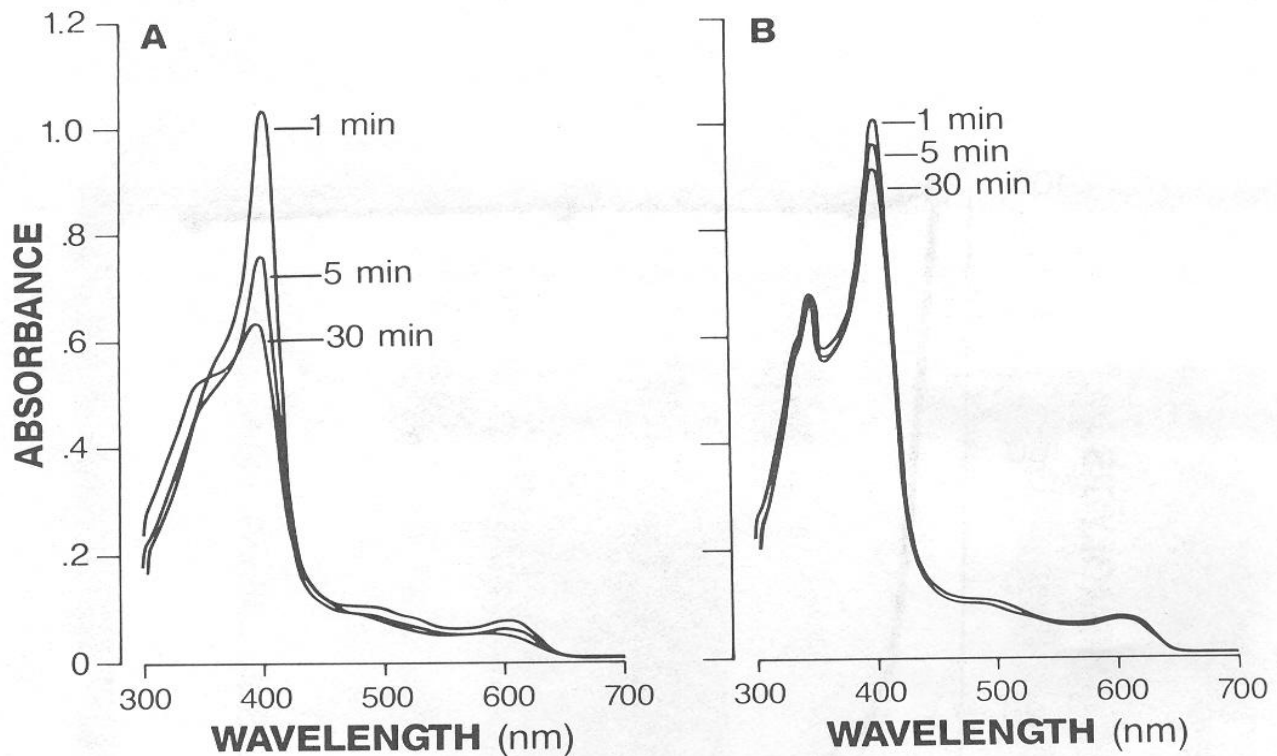 A
B
1.2
1.0
.8
.6
.4
.2
0
ABSORBANCE
1 min
5 min
30 min
1 min
5 min
30 min
300 400 500 600 700
300 400 500 600 700
WAVELENGTH (nm)
WAVELENGTH (nm)